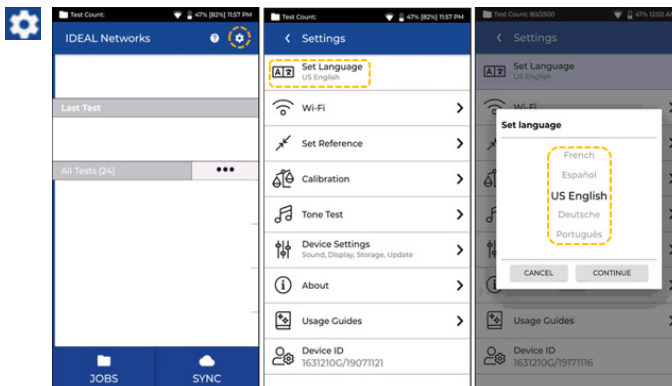 Test Count:
47% [82%] 11:57 PM
IDEAL Networks
?
Last Test
All Tests (24)
•••
JOBS
SYNC
Test Count:
47% [82%] 11:57 PM
Settings
Set Language
US English
Wi-Fi
Set Reference
Calibration
Tone Test
Device Settings
Sound, Display, Storage, Update
About
Usage Guides
Device ID
1631210G/19071121
Test Count: 80/2500
47% 12:02 AM
Settings
Set Language
US English
Wi-Fi
Set language
French
Español
US English
Deutsche
Português
CANCEL
CONTINUE
Usage Guides
Device ID
1631210G/19171116